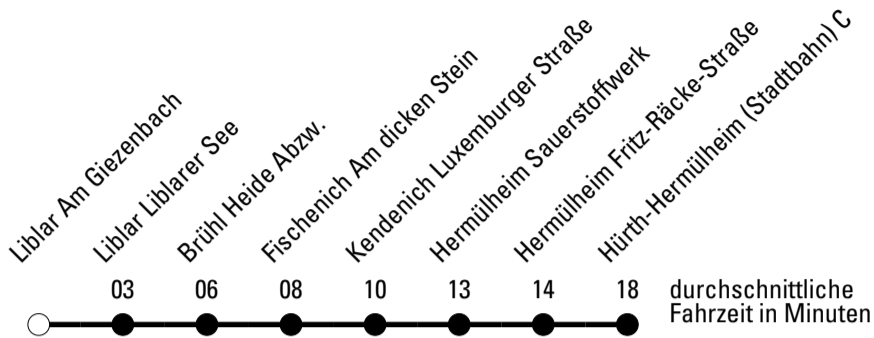 Liblar Am Giezenbach
Liblar Liblarer See
Brühl Heide Abzw.
Fischenich Am dicken Stein
Kendenich Luxemburger Straße
Hermülheim Sauerstoffwerk
Hermülheim Fritz-Räcke-Straße
Hürth-Hermülheim (Stadtbahn) C
03 06 08 10 13 14 18
durchschnittliche
Fahrzeit in Minuten